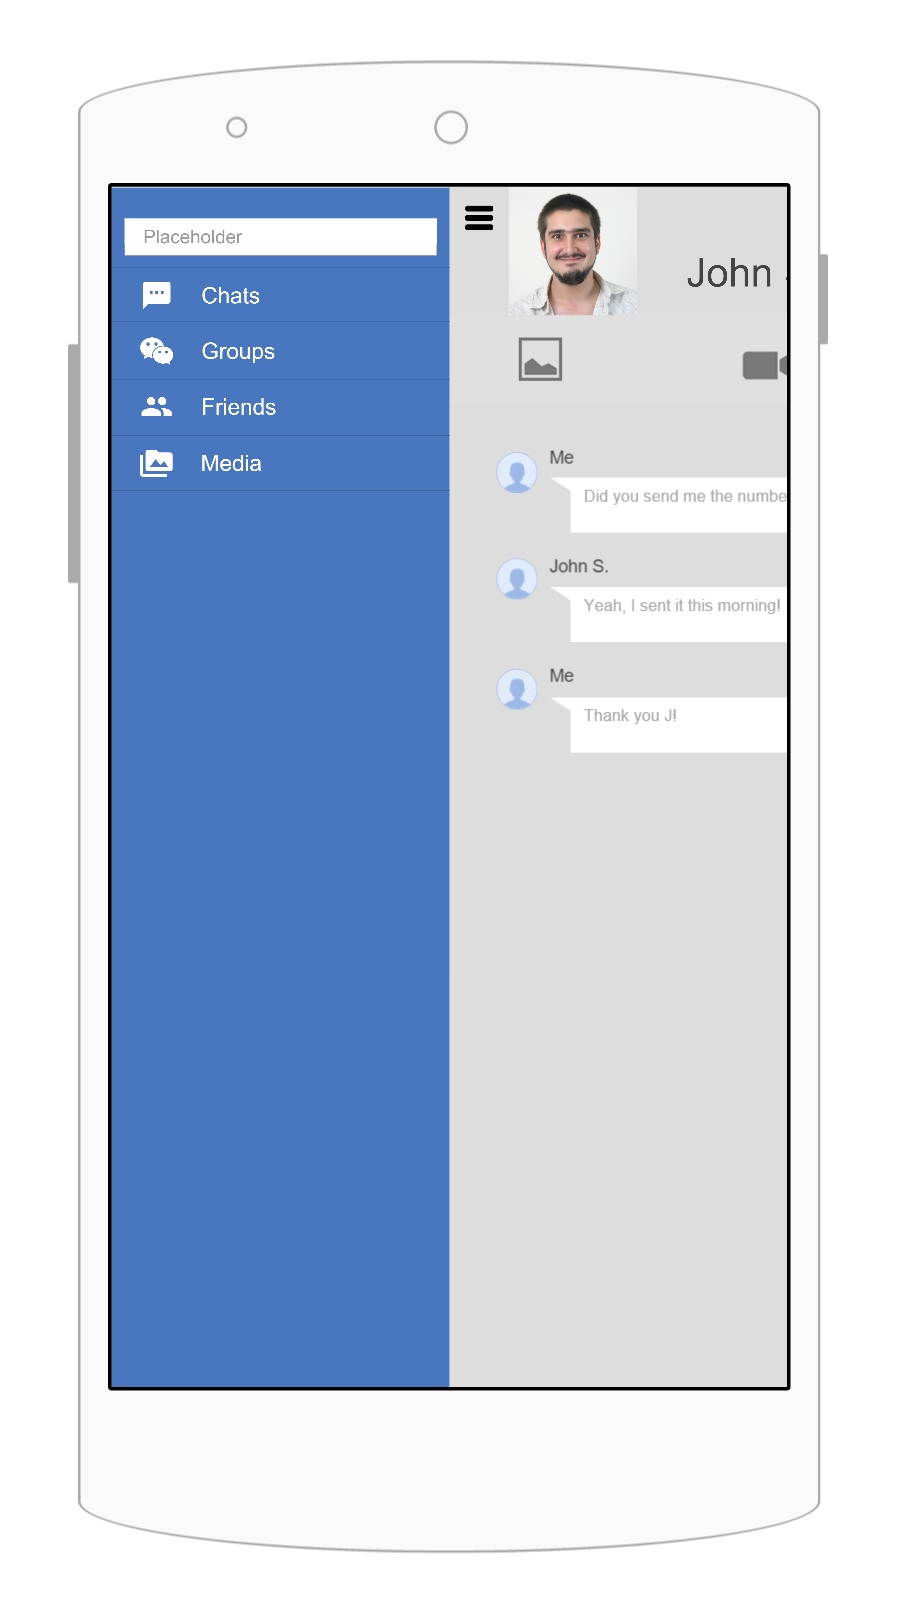 Placeholder
Chats
Groups
Friends
Media
John
Me
Did you send me the numbe
John S.
Yeah, I sent it this morning!
Me
Thank you J!